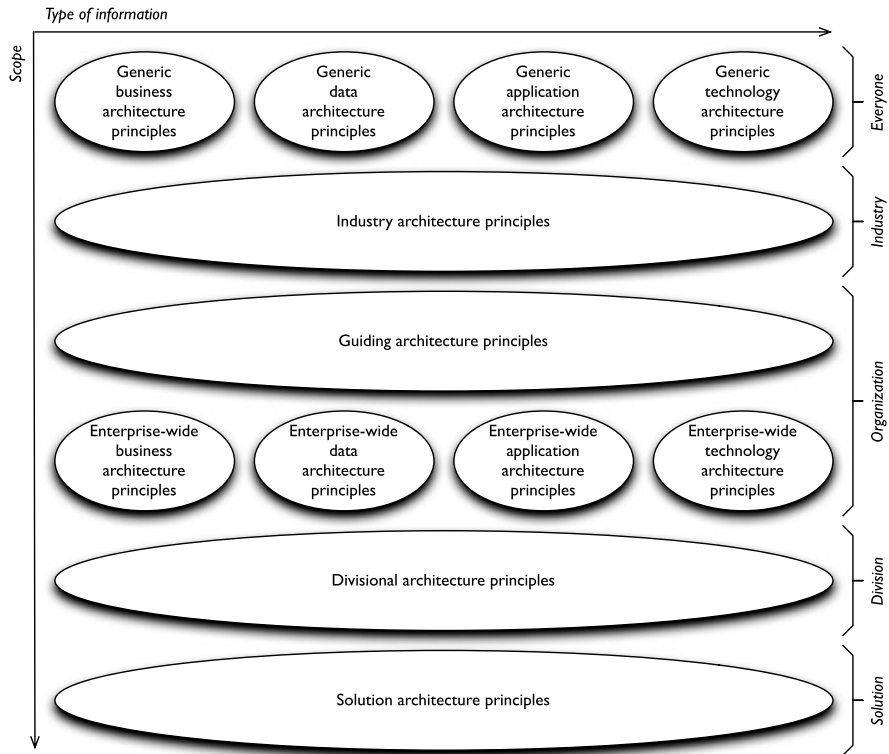 Type of information
Scope
Generic
business
architecture
principles
Generic
data
architecture
principles
Generic
application
architecture
principles
Generic
technology
architecture
principles
Everyone
Industry architecture principles
Industry
Guiding architecture principles
Organization
Enterprise-wide
business
architecture
principles
Enterprise-wide
data
architecture
principles
Enterprise-wide
application
architecture
principles
Enterprise-wide
technology
architecture
principles
Divisional architecture principles
Division
Solution architecture principles
Solution